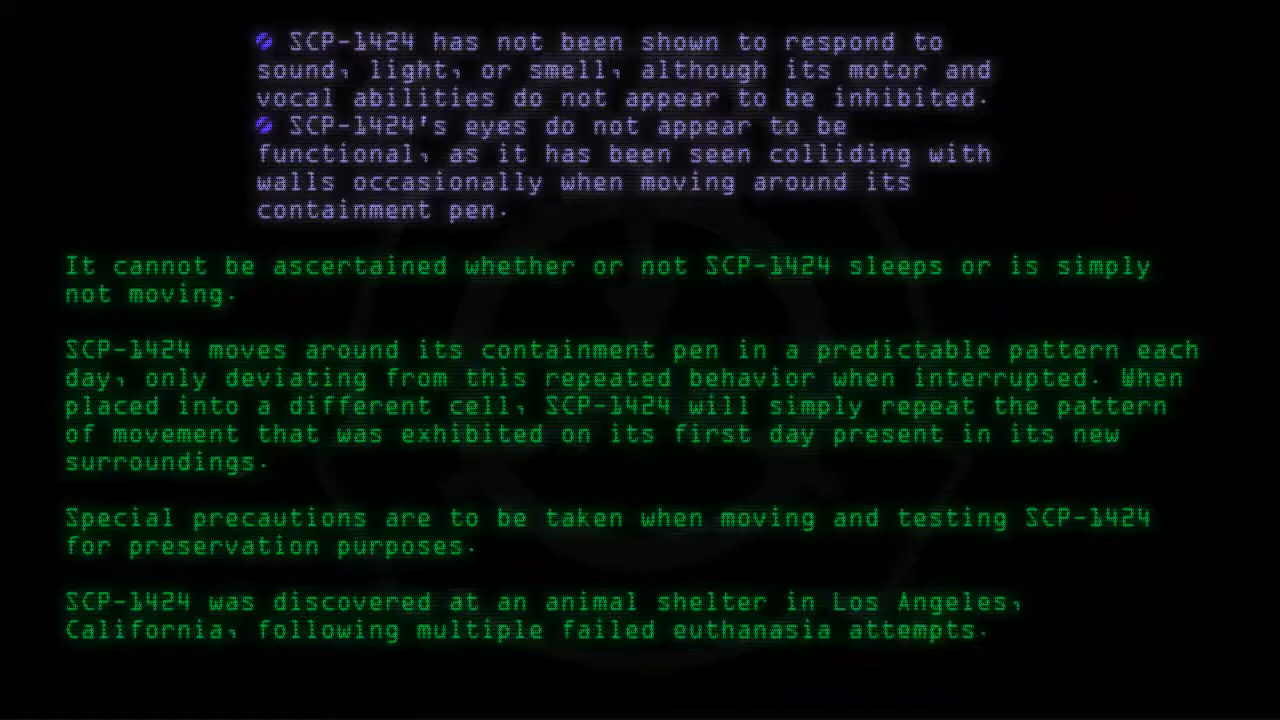 SCP-1424 has not been shown to respond to
sound, light, or smell, although its motor and
vocal abilities do not appear to be inhibited.
SCP-1424's eyes do not appear to be
functional, as it has been seen colliding with
walls occasionally when moving around its
containment pen.
It cannot be ascertained whether or not SCP-1424 sleeps or is simply
not moving.
SCP-1424 moves around its containment pen in a predictable pattern each
day, only deviating from this repeated behavior when interrupted. When
placed into a different cell, SCP-1424 will simply repeat the pattern
of movement that was exhibited on its first day present in its new
surroundings.
Special precautions are to be taken when moving and testing SCP-1424
for preservation purposes.
SCP-1424 was discovered at an animal shelter in Los Angeles,
California, following multiple failed euthanasia attempts.